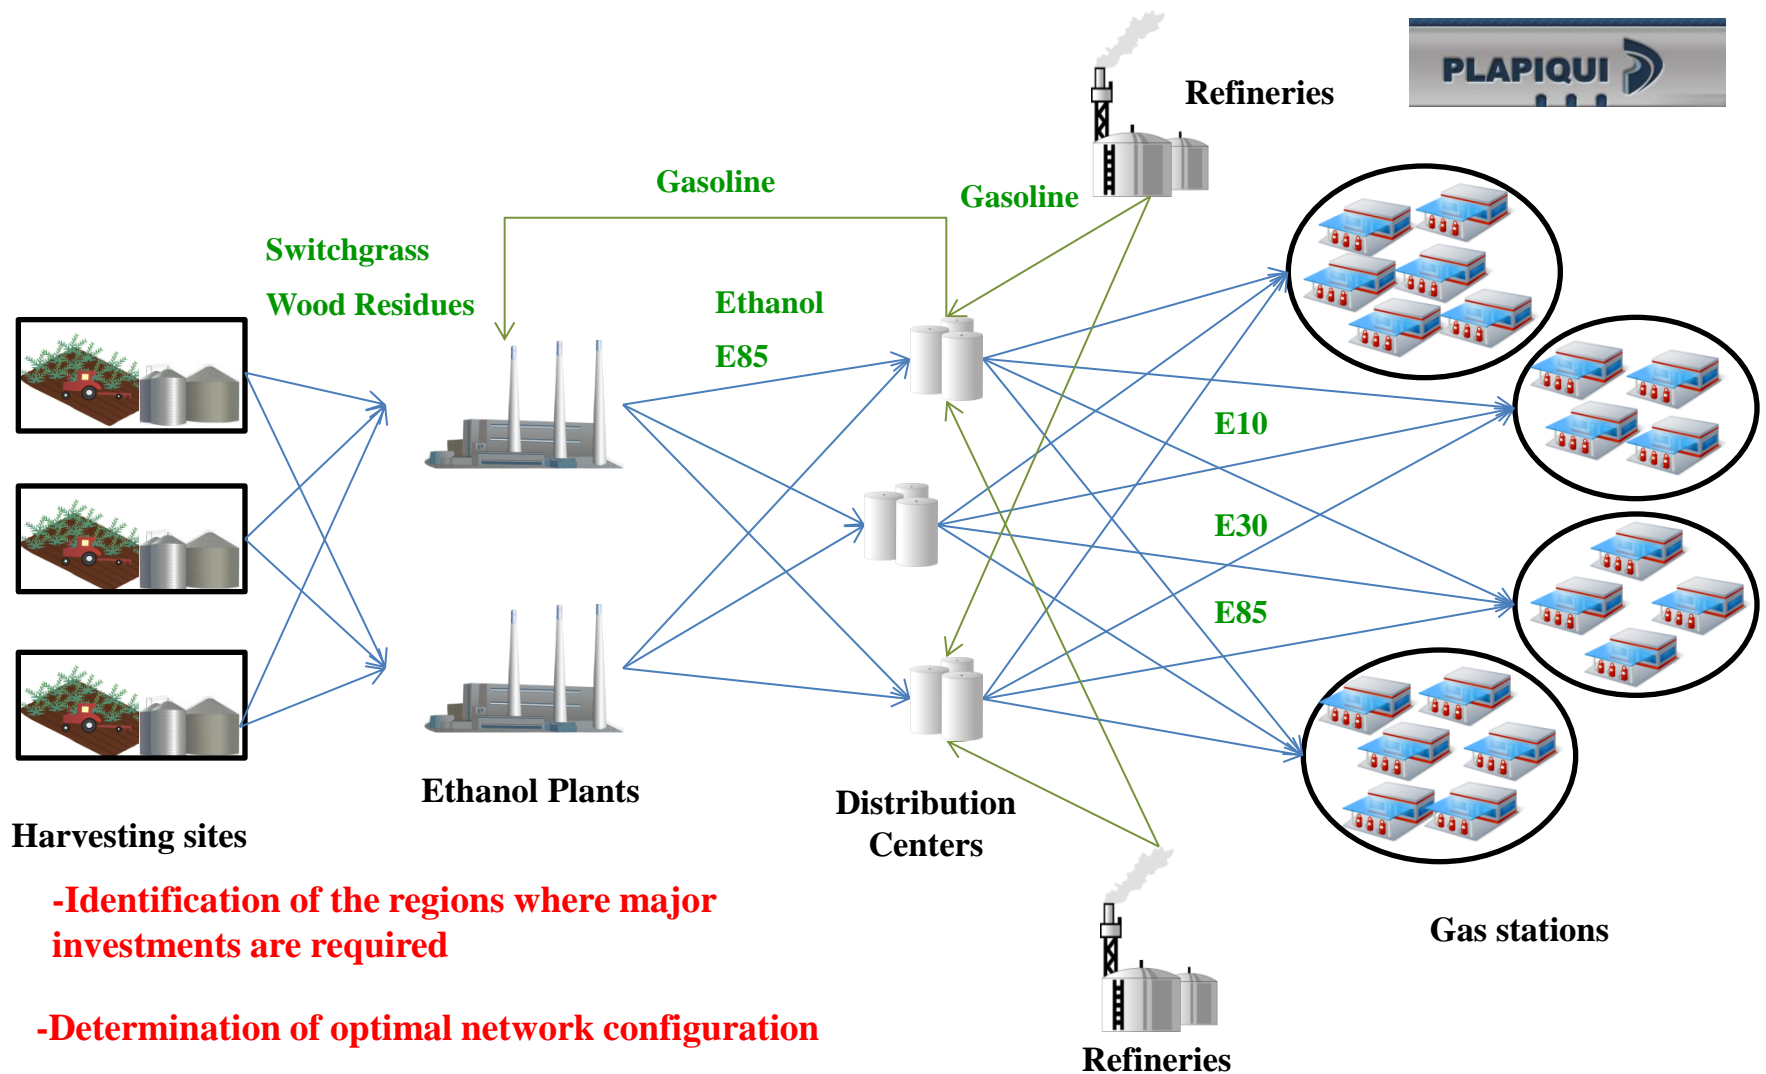 Refineries
PLAPIQUI
Gasoline
Gasoline
Switchgrass
Wood Residues
Ethanol
E85
E10
E30
E85
Ethanol Plants
Distribution
Centers
Harvesting sites
-Identification of the regions where major
investments are required
Gas stations
-Determination of optimal network configuration
Refineries